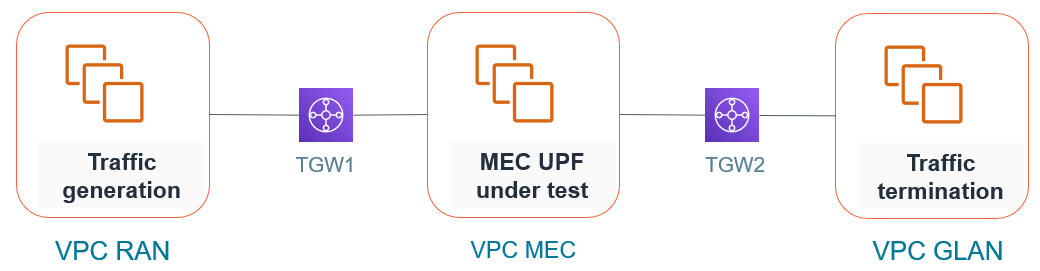 Traffic
generation
TGW1
MEC UPF
under test
TGW2
Traffic
termination
VPC RAN
VPC MEC
VPC GLAN